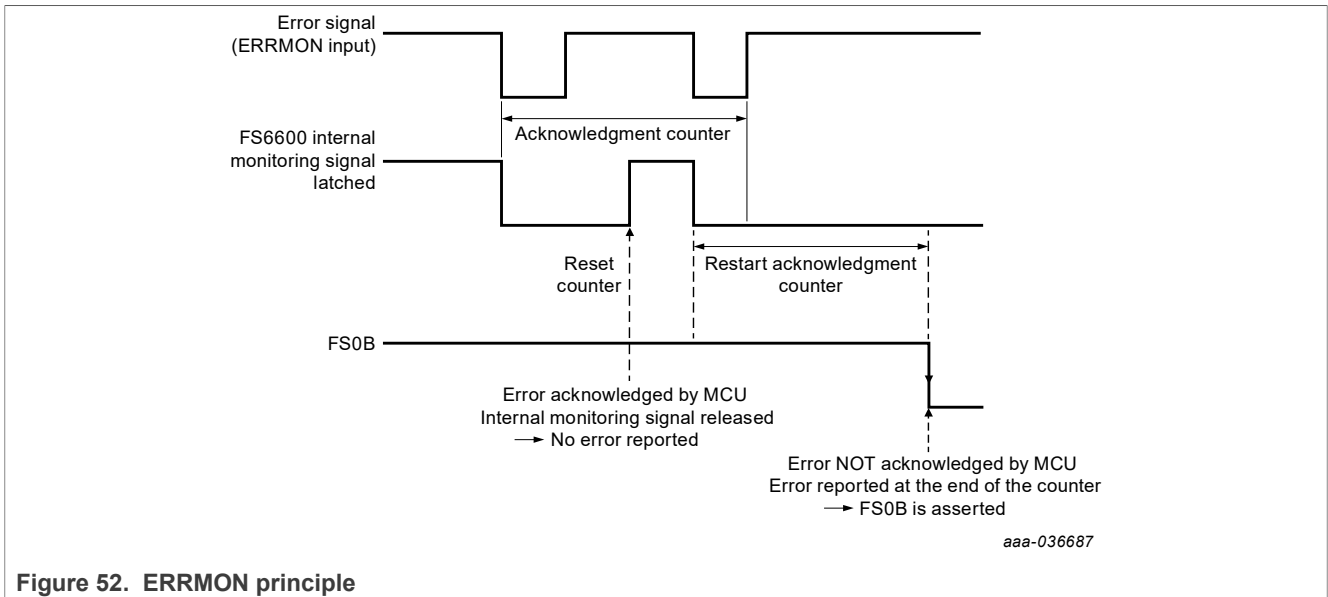 Error signal
(ERRMON input)
Acknowledgment counter
FS6600 internal
monitoring signal
latched
Reset
counter
Restart acknowledgment
counter
FS0B
Error acknowledged by MCU
Internal monitoring signal released
→ No error reported
Error NOT acknowledged by MCU
Error reported at the end of the counter
→ FS0B is asserted
aaa-036687
Figure 52. ERRMON principle